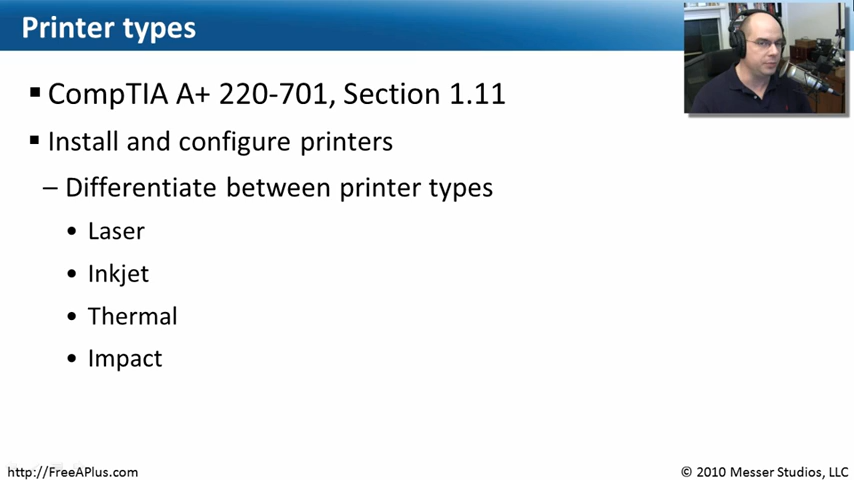 Printer types
CompTIA A+ 220-701, Section 1.11
Install and configure printers
– Differentiate between printer types
• Laser
• Inkjet
• Thermal
• Impact
http://FreeAPlus.com
© 2010 Messer Studios, LLC